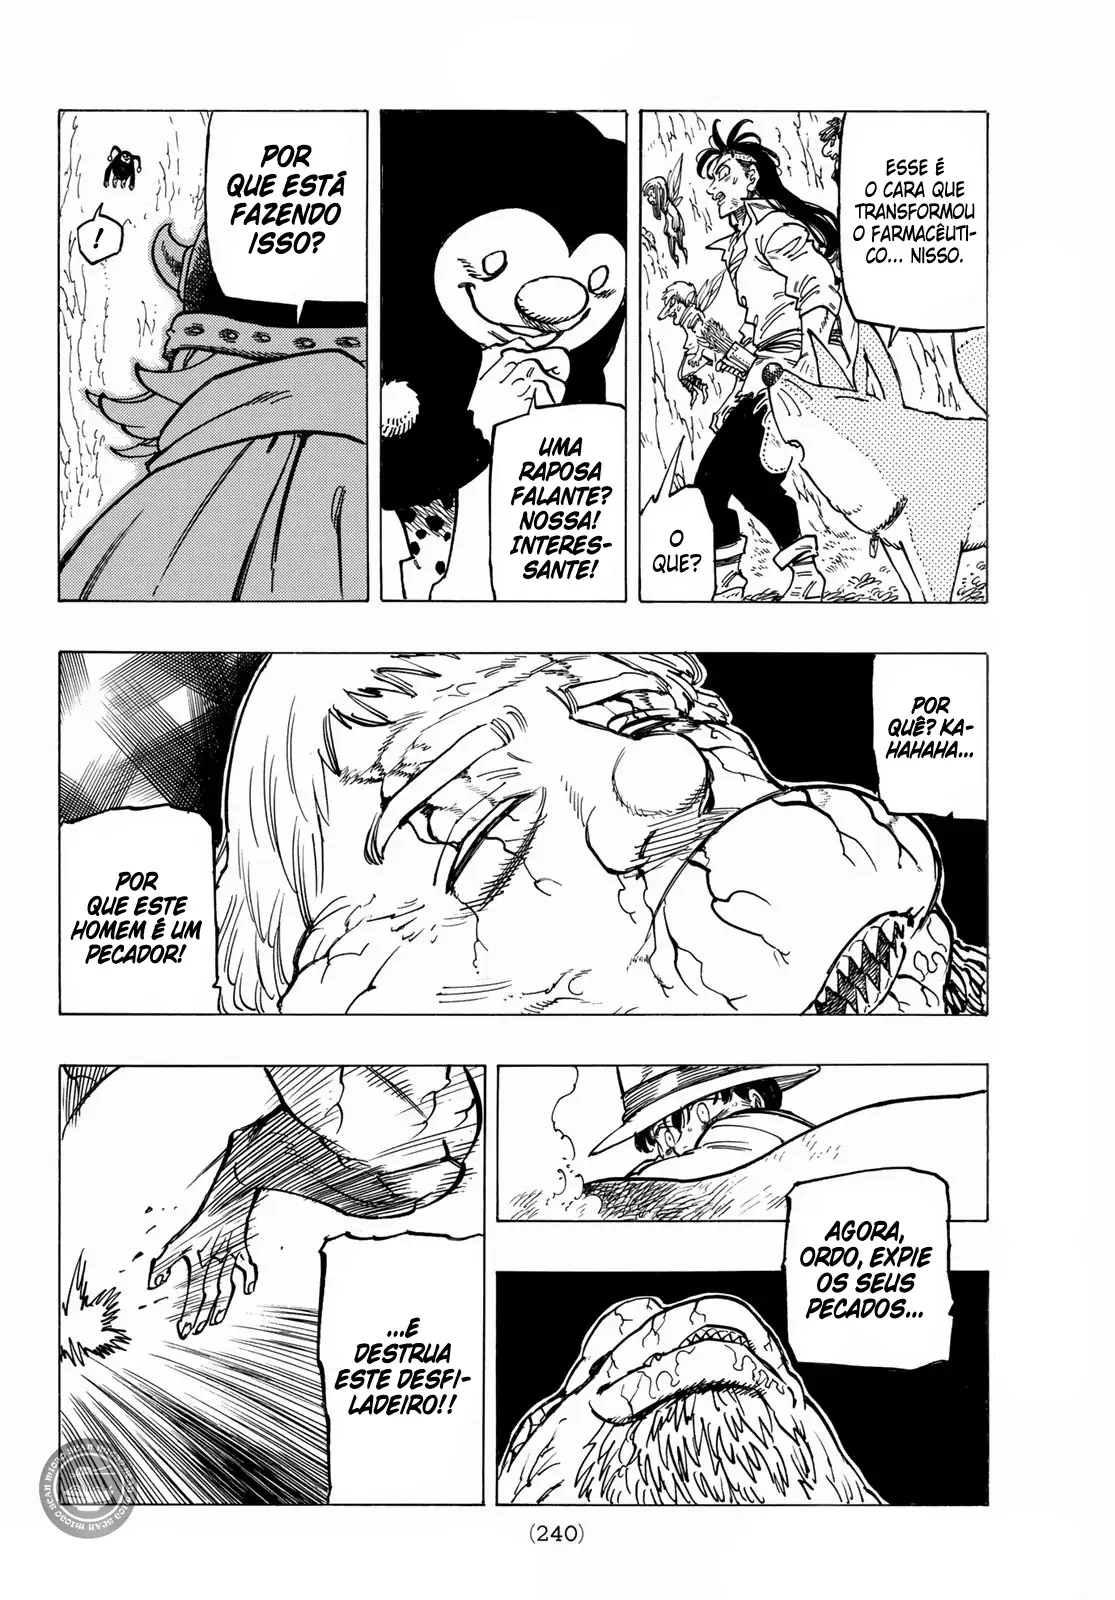 ESSE É
O CARA QUE
TRANSFORMOU
O FARMACÊUTI-
CO... NISSO.
O
QUE?
UMA
RAPOSA
FALANTE?
NOSSA!
INTERES-
SANTE!
POR
QUE ESTÁ
FAZENDO
ISSO?
!
POR
QUÊ? KA-
HAHAHA...
POR
QUE ESTE
HOMEM É UM
PECADOR!
AGORA,
ORDO, EXPIE
OS SEUS
PECADOS...
...E
DESTRUA
ESTE DESFI-
LADEIRO!!
(240)